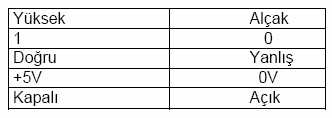 Yüksek Alçak
1 0
Doğru Yanlış
+5V 0V
Kapalı Açık